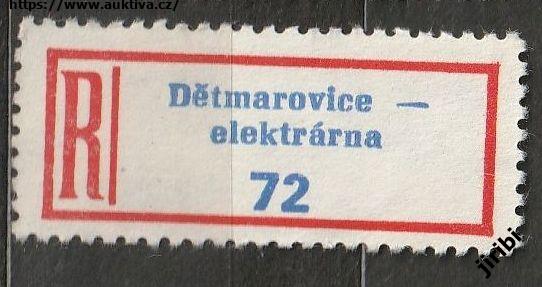 https://www.auktiva.cz/
R
Dětmarovice —
elektrárna
72
jiribi